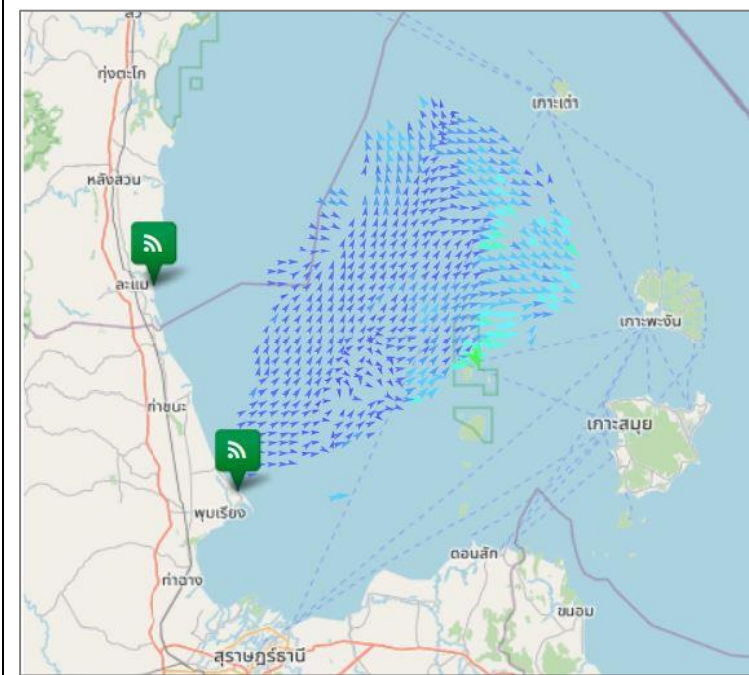 สวี
ทุ่งตะโก
เกาะเต่า
หลังสวน
ละแม
เกาะพะงัน
ท่าชนะ
เกาะสมุย
พุมเรียง
ดอนสัก
ท่าฉาง
ขนอม
สุราษฎร์ธานี